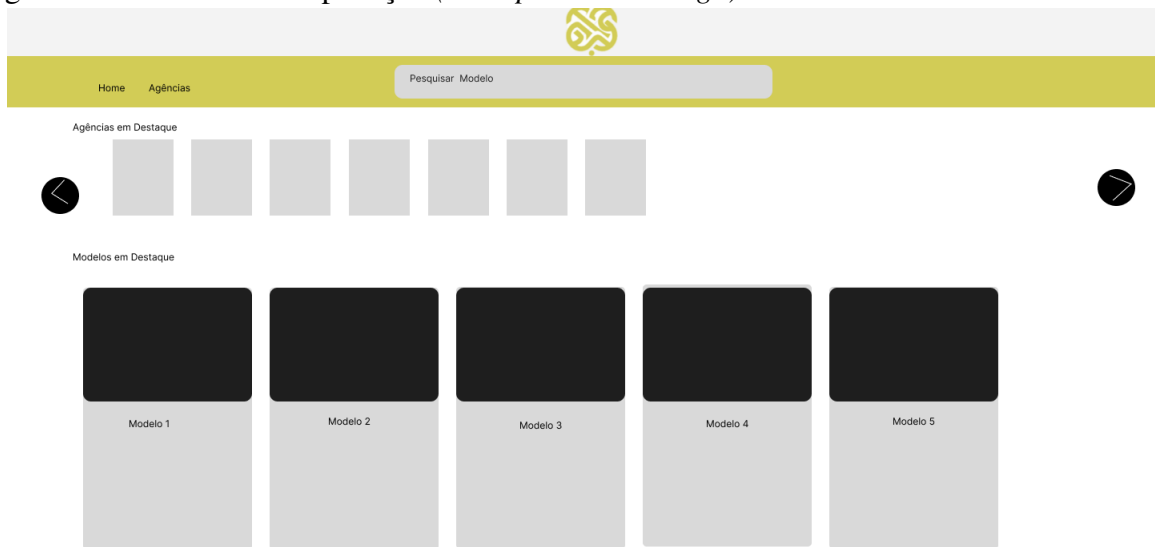 Pesquisar Modelo
Home Agências
Agências em Destaque
Modelos em Destaque
Modelo 1
Modelo 2
Modelo 3
Modelo 4
Modelo 5